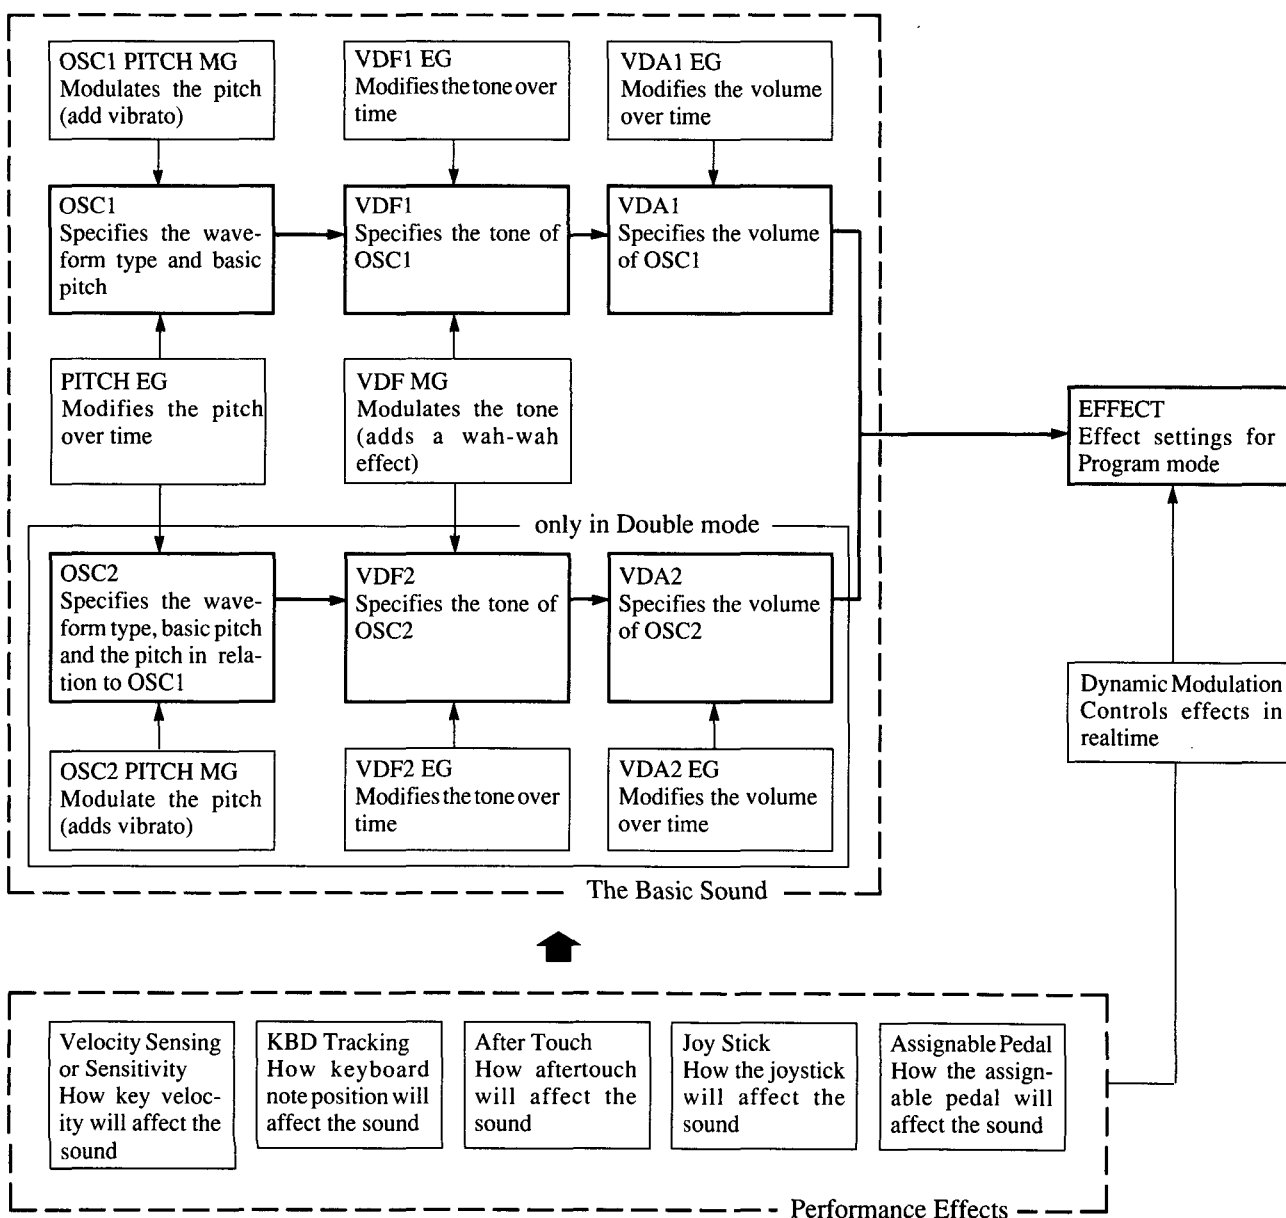 OSC1 PITCH MG
Modulates the pitch
(add vibrato)
VDF1 EG
Modifies the tone over
time
VDA1 EG
Modifies the volume
over time
OSC1
Specifies the wave-
form type and basic
pitch
VDF1
Specifies the tone of
OSC1
VDA1
Specifies the volume
of OSC1
PITCH EG
Modifies the pitch
over time
VDF MG
Modulates the tone
(adds a wah-wah
effect)
EFFECT
Effect settings for
Program mode
only in Double mode
OSC2
Specifies the wave-
form type, basic pitch
and the pitch in rela-
tion to OSC1
VDF2
Specifies the tone of
OSC2
VDA2
Specifies the volume
of OSC2
Dynamic Modulation
Controls effects in
realtime
OSC2 PITCH MG
Modulate the pitch
(adds vibrato)
VDF2 EG
Modifies the tone over
time
VDA2 EG
Modifies the volume
over time
The Basic Sound
Velocity Sensing
or Sensitivity
How key veloc-
ity will affect the
sound
KBD Tracking
How keyboard
note position will
affect the sound
After Touch
How aftertouch
will affect the
sound
Joy Stick
How the joystick
will affect the
sound
Assignable Pedal
How the assign-
able pedal will
affect the sound
Performance Effects